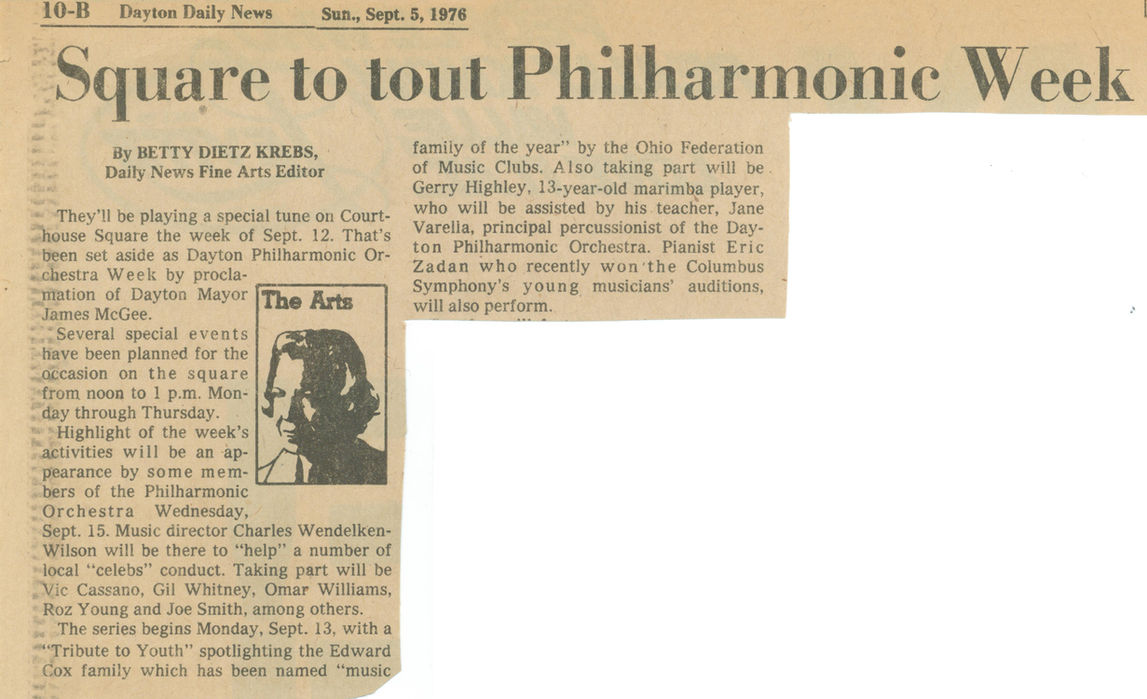 10-B Dayton Daily News Sun., Sept. 5, 1976
Square to tout Philharmonic Week
By BETTY DIETZ KREBS,
Daily News Fine Arts Editor
They'll be playing a special tune on Court-
house Square the week of Sept. 12. That's
been set aside as Dayton Philharmonic Or-
chestra Week by procla-
mation of Dayton Mayor
James McGee.
Several special events
have been planned for the
occasion on the square
from noon to 1 p.m. Mon-
day through Thursday.
Highlight of the week's
activities will be an ap-
pearance by some mem-
bers of the Philharmonic
Orchestra Wednesday,
Sept. 15. Music director Charles Wendelken-
Wilson will be there to "help" a number of
local "celebs" conduct. Taking part will be
Vic Cassano, Gil Whitney, Omar Williams,
Roz Young and Joe Smith, among others.
The series begins Monday, Sept. 13, with a
"Tribute to Youth" spotlighting the Edward
Cox family which has been named "music
The Arts
family of the year" by the Ohio Federation
of Music Clubs. Also taking part will be
Gerry Highley, 13-year-old marimba player,
who will be assisted by his teacher, Jane
Varella, principal percussionist of the Day-
ton Philharmonic Orchestra. Pianist Eric
Zadan who recently won the Columbus
Symphony's young musicians' auditions,
will also perform.